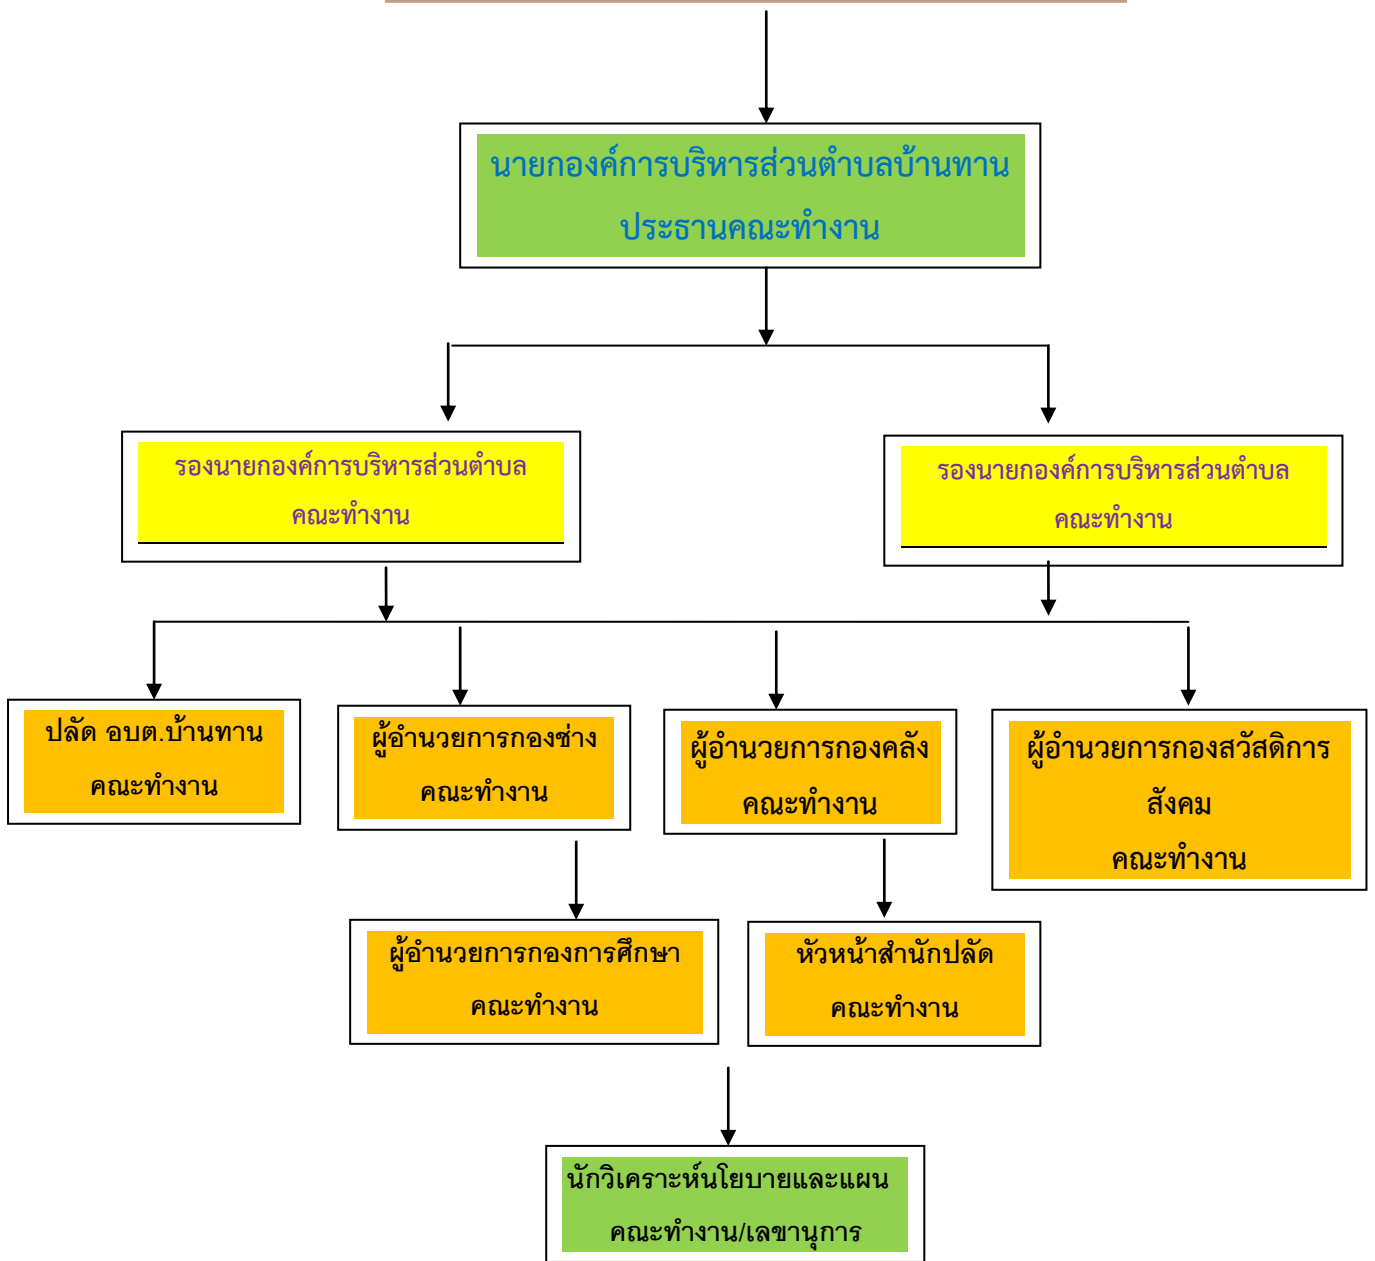 นายกองค์การบริหารส่วนตำบลบ้านทาน
ประธานคณะทำงาน
รองนายกองค์การบริหารส่วนตำบล
คณะทำงาน
รองนายกองค์การบริหารส่วนตำบล
คณะทำงาน
ปลัด อบต.บ้านทาน
คณะทำงาน
ผู้อำนวยการกองช่าง
คณะทำงาน
ผู้อำนวยการกองคลัง
คณะทำงาน
ผู้อำนวยการกองสวัสดิการ
สังคม
คณะทำงาน
ผู้อำนวยการกองการศึกษา
คณะทำงาน
หัวหน้าสำนักปลัด
คณะทำงาน
นักวิเคราะห์นโยบายและแผน
คณะทำงาน/เลขานุการ